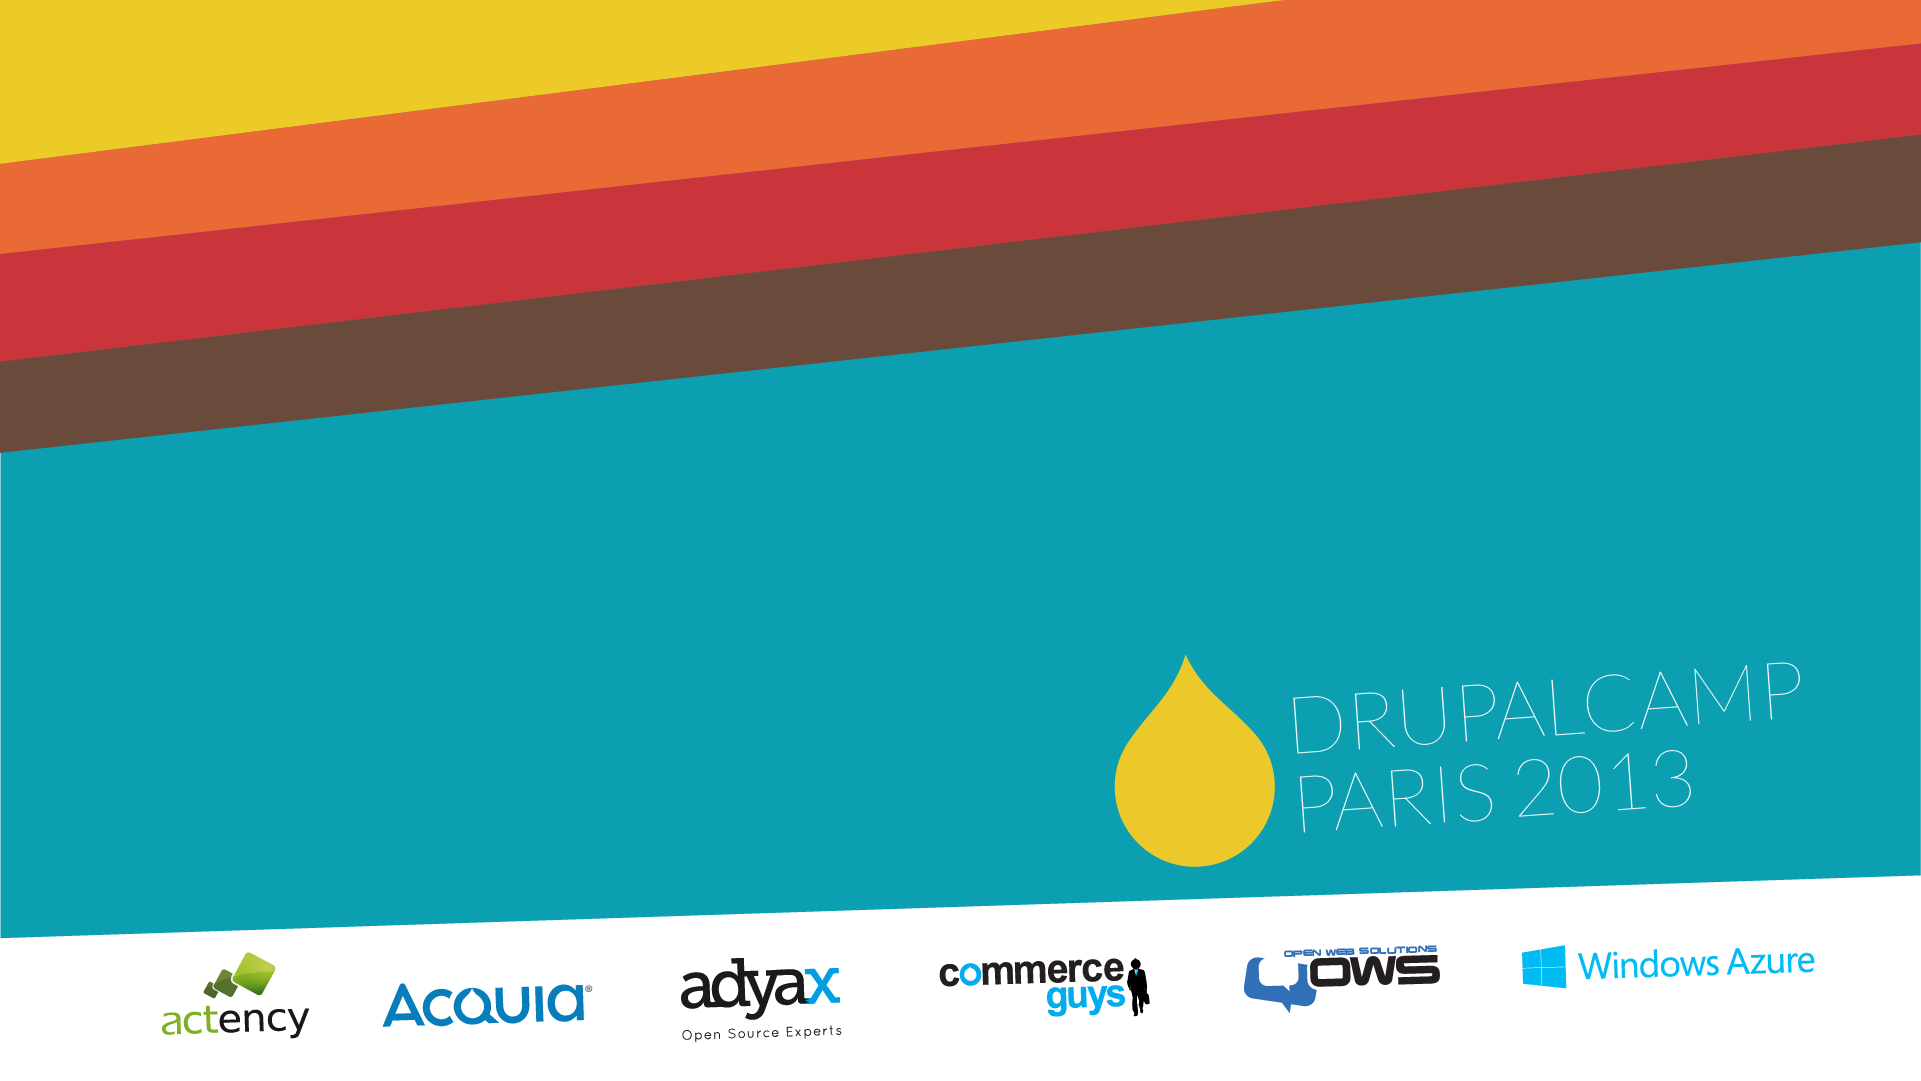 DRUPALCAMP
PARIS 2013
actency
Acquia®
adyax
Open Source Experts
commerce
guys
OPEN WEB SOLUTIONS
OWS
Windows Azure